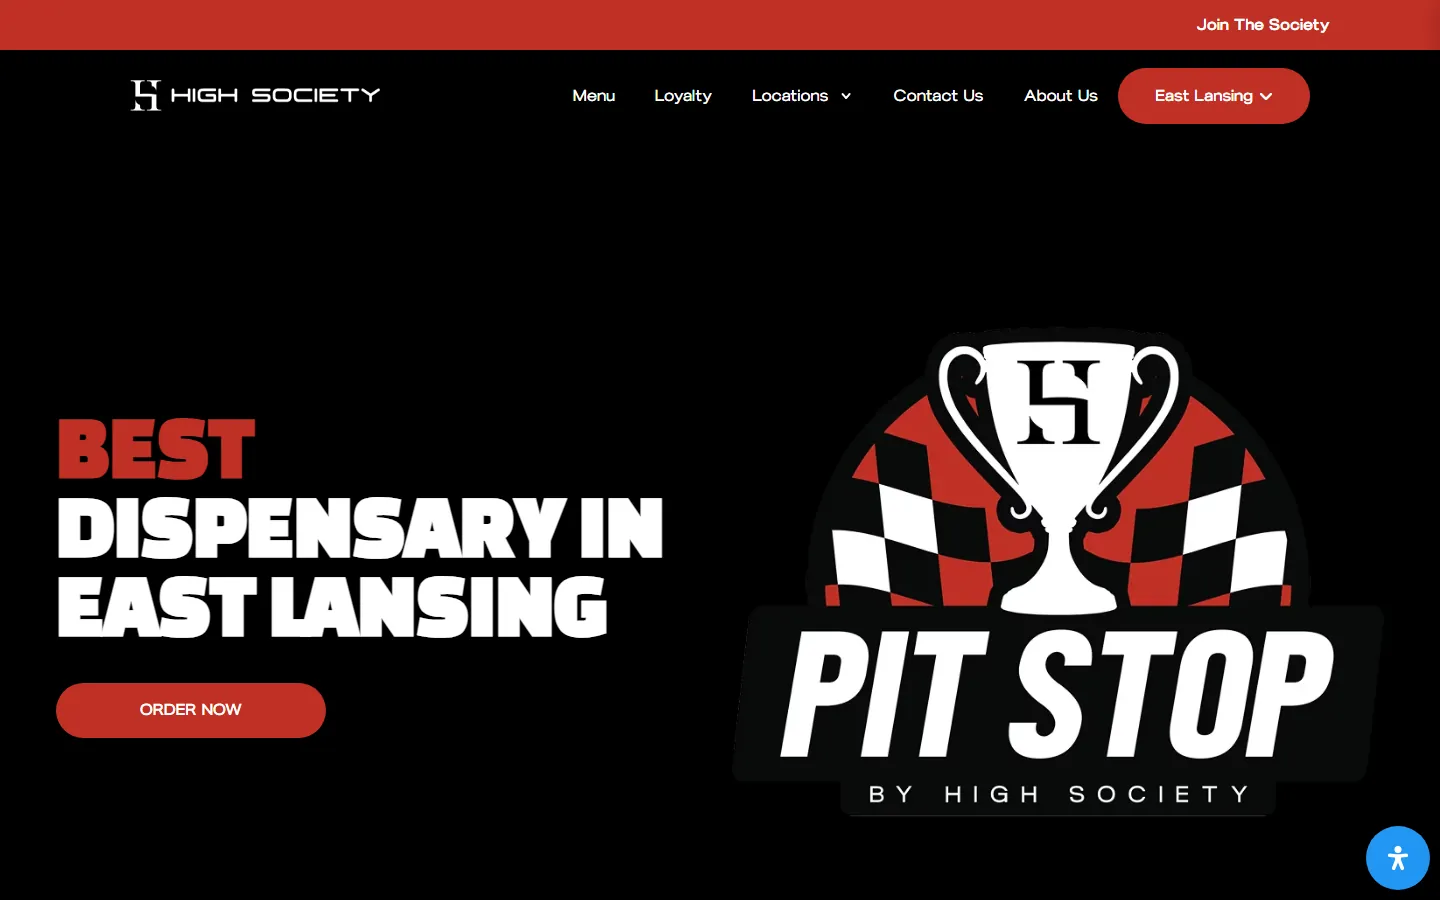 Join The Society
HIGH SOCIETY
Menu
Loyalty
Locations
Contact Us
About Us
East Lansing
BEST
DISPENSARY IN
EAST LANSING
ORDER NOW
H
PIT STOP
BY HIGH SOCIETY